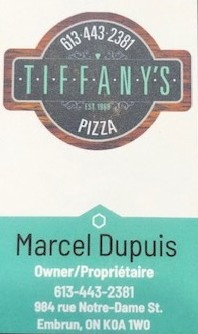 613·443·2381
·TIFFANY'S·
EST. 1989
PIZZA
Marcel Dupuis
Owner/Propriétaire
613-443-2381
984 rue Notre-Dame St.
Embrun, ON K0A 1W0